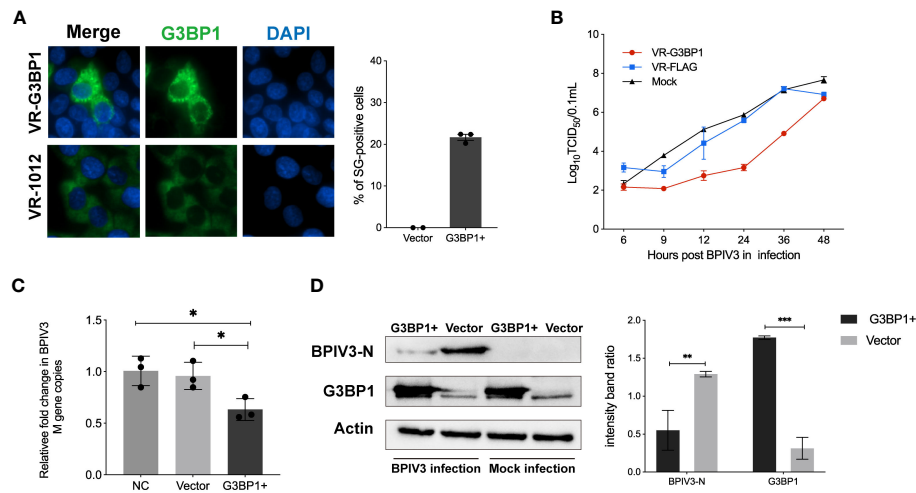 A
Merge G3BP1 DAPI
VR-G3BP1
VR-1012
% of SG-positive cells
40
20
0
Vector G3BP1+
B
Log10TCID50/0.1mL
10
8
6
4
2
0
VR-G3BP1
VR-FLAG
Mock
6 9 12 24 36 48
Hours post BPIV3 in infection
C
Relativee fold change in BPIV3
M gene copies
1.5
1.0
0.5
0.0
*
*
NC Vector G3BP1+
D
G3BP1+ Vector G3BP1+ Vector
BPIV3-N
G3BP1
Actin
BPIV3 infection Mock infection
intensity band ratio
2.0
1.5
1.0
0.5
0.0
**
***
BPIV3-N G3BP1
G3BP1+
Vector